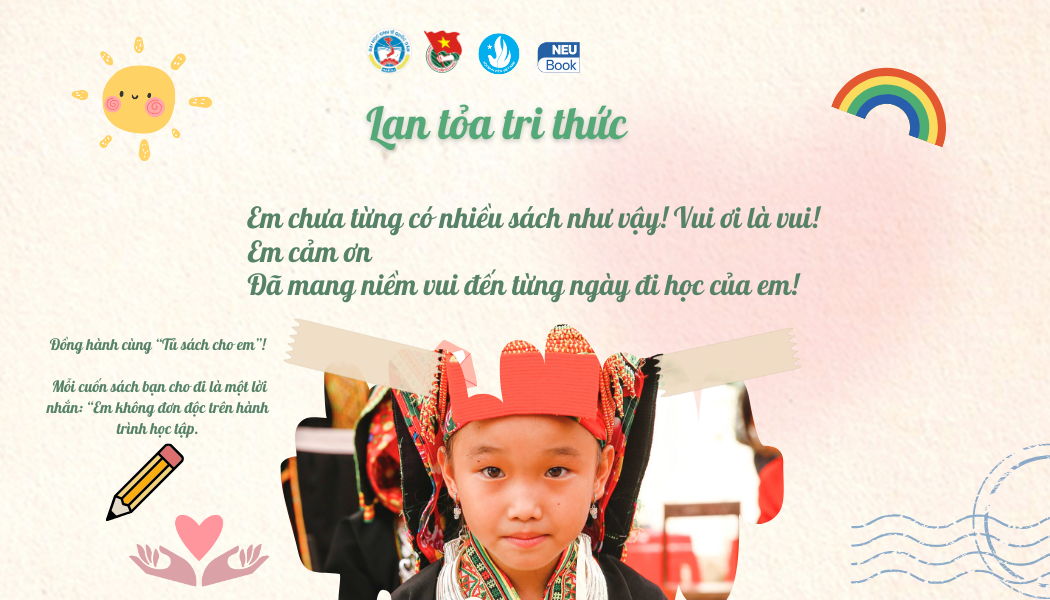 NEU
Book
Lan tỏa tri thức
Em chưa từng có nhiều sách như vậy! Vui ơi là vui!
Em cảm ơn
Đã mang niềm vui đến từng ngày đi học của em!
Đồng hành cùng “Tủ sách cho em”!
Mỗi cuốn sách bạn cho đi là một lời
nhắn: “Em không đơn độc trên hành
trình học tập.